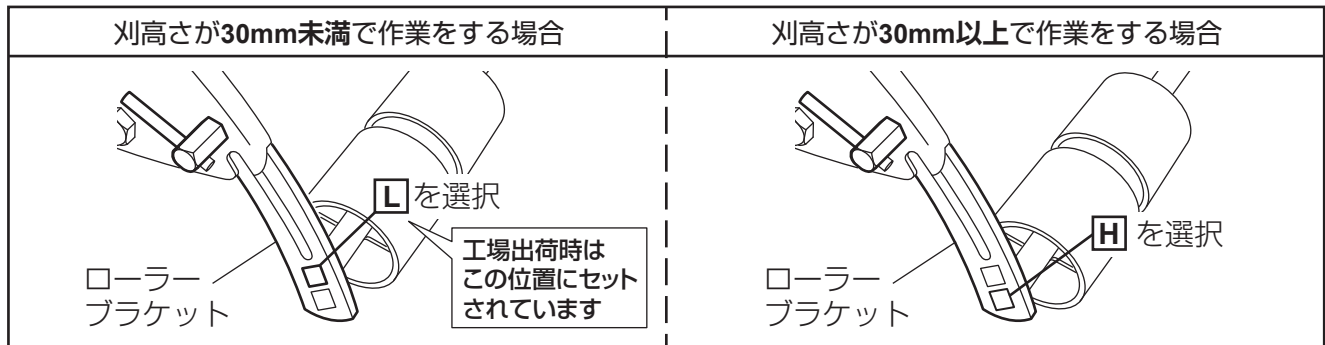 刈高さが30mm未満で作業をする場合
Lを選択
工場出荷時は
この位置にセット
されています
ローラー
ブラケット
刈高さが30mm以上で作業をする場合
H を選択
ローラー
ブラケット